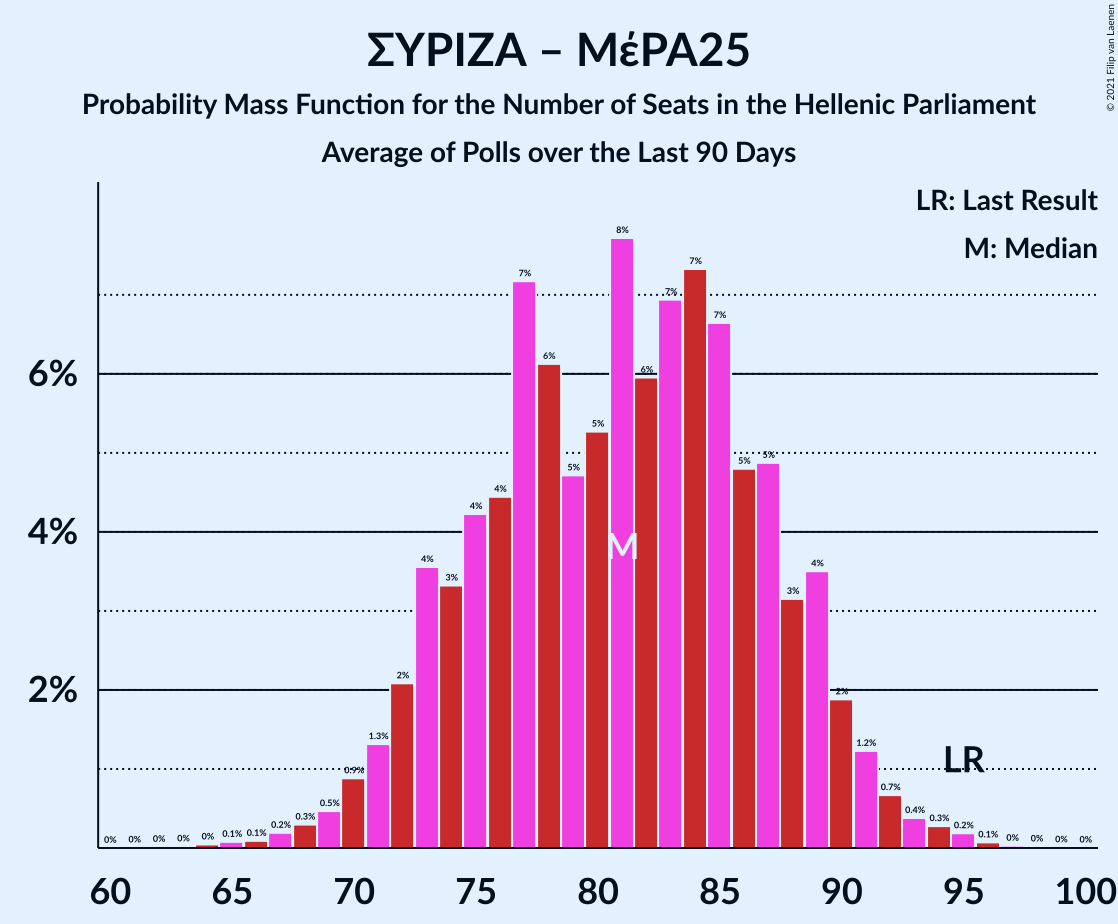 ΣΥΡΙΖΑ – ΜέΡΑ25
Probability Mass Function for the Number of Seats in the Hellenic Parliament
Average of Polls over the Last 90 Days
© 2021 Filip van Laenen
LR: Last Result
M: Median
8%
7% 7% 7% 7%
6% 6% 6%
5% 5% 5% 5%
4% 4% 4% 4%
4%
3% 3%
M
2% 2% 2%
1.3% 1.2% LR
0% 0% 0% 0% 0% 0.1% 0.1% 0.2% 0.3% 0.5% 0.9% 0.7% 0.4% 0.3% 0.2% 0.1% 0% 0% 0% 0%
60 65 70 75 80 85 90 95 100